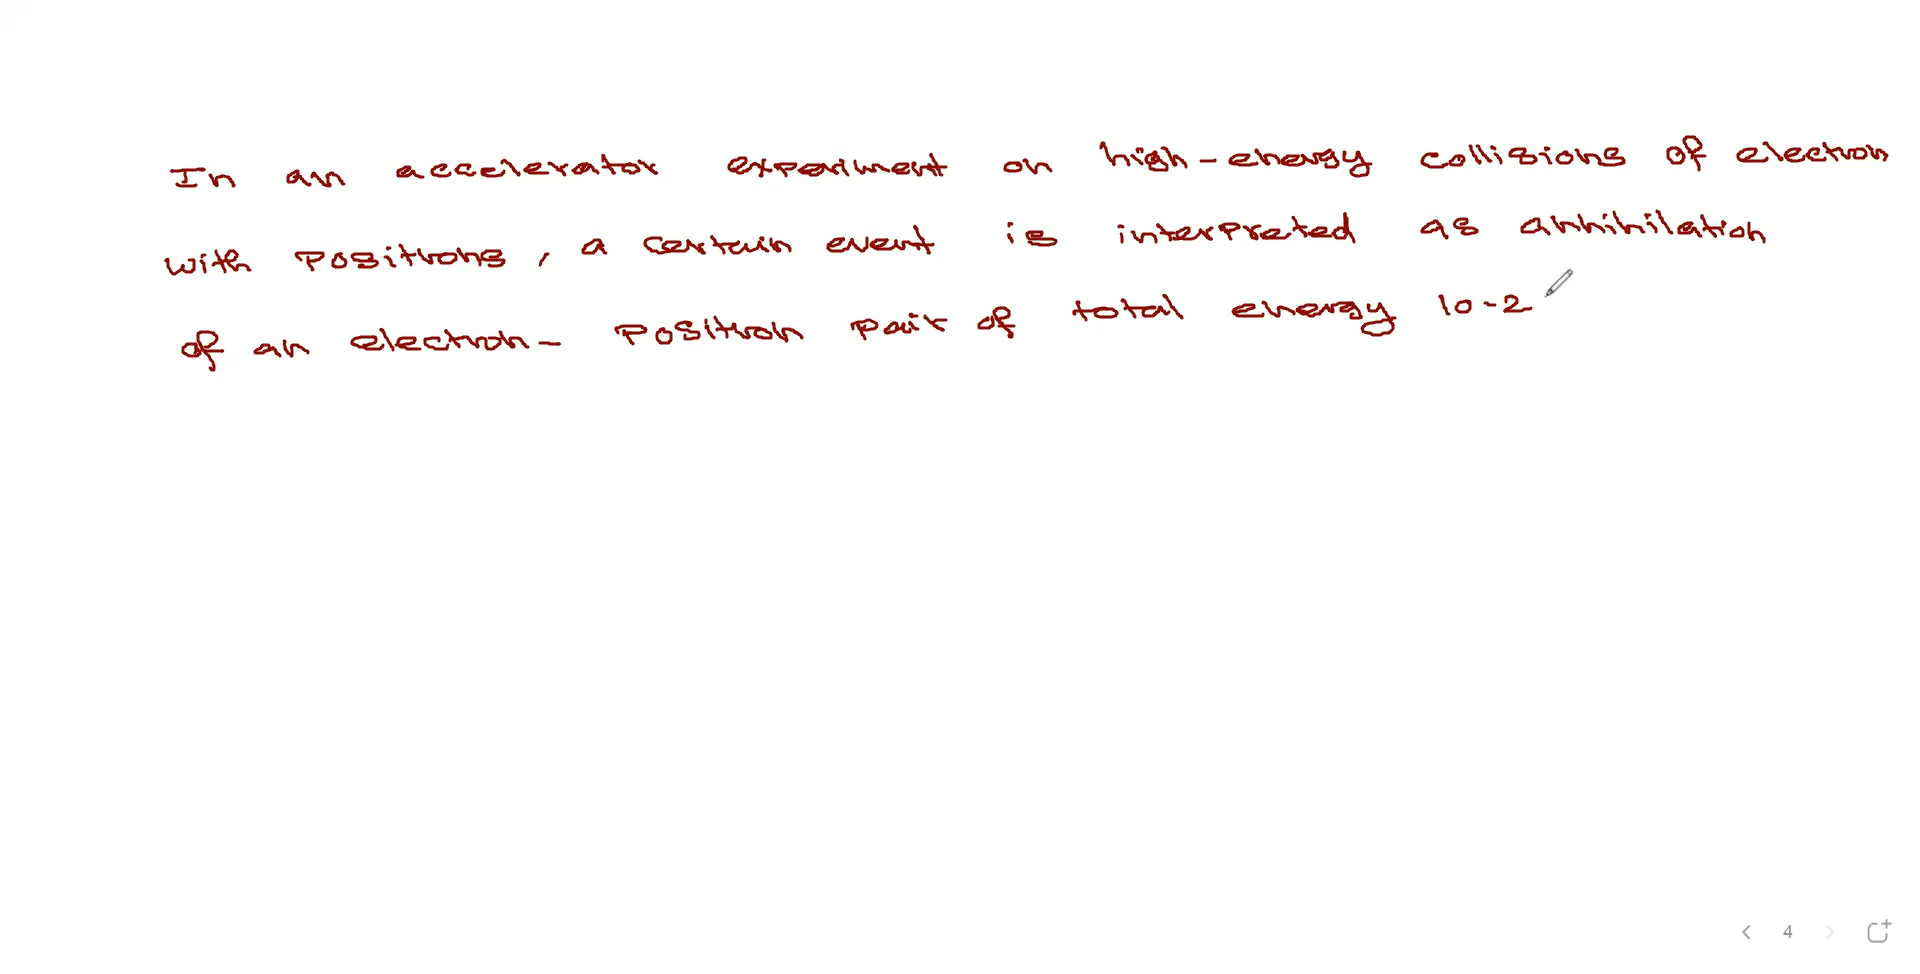 In an accelerator experiment on high-energy collisions of electron
with positrons, a certain event is interpreted as annihilation
of an electron- positron pair of total energy 10.2
4